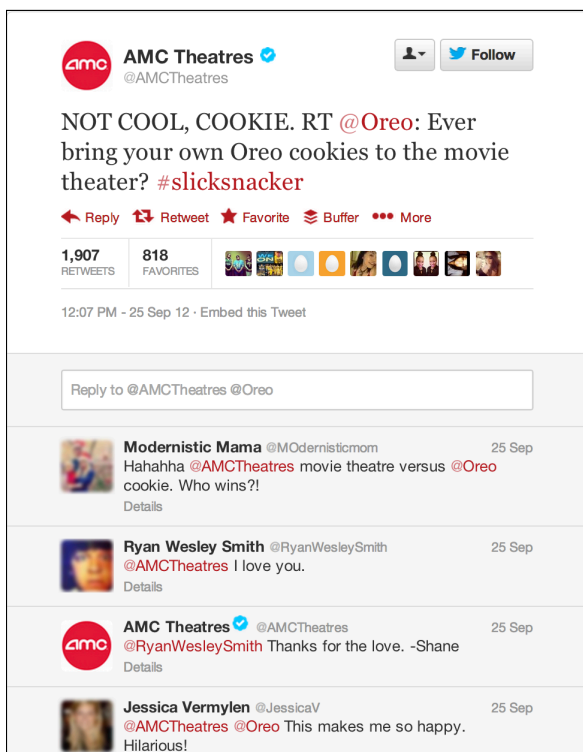 amc
AMC Theatres
@AMCTheatres
Follow
NOT COOL, COOKIE. RT @Oreo: Ever
bring your own Oreo cookies to the movie
theater? #slicksnacker
Reply Retweet Favorite Buffer More
1,907 818
RETWEETS FAVORITES
12:07 PM - 25 Sep 12 · Embed this Tweet
Reply to @AMCTheatres @Oreo
Modernistic Mama @MOdernisticmom 25 Sep
Hahahha @AMCTheatres movie theatre versus @Oreo
cookie. Who wins?!
Details
Ryan Wesley Smith @RyanWesleySmith 25 Sep
@AMCTheatres I love you.
Details
amc
AMC Theatres @AMCTheatres 25 Sep
@RyanWesleySmith Thanks for the love. -Shane
Details
Jessica Vermylen @JessicaV 25 Sep
@AMCTheatres @Oreo This makes me so happy.
Hilarious!